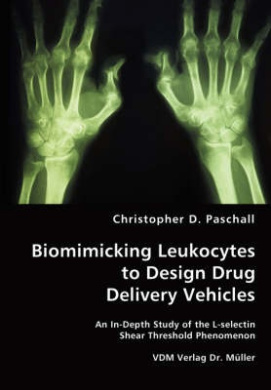 Christopher D. Paschall
Biomimicking Leukocytes
to Design Drug
Delivery Vehicles
An In-Depth Study of the L-selectin
Shear Threshold Phenomenon
VDM Verlag Dr. Müller